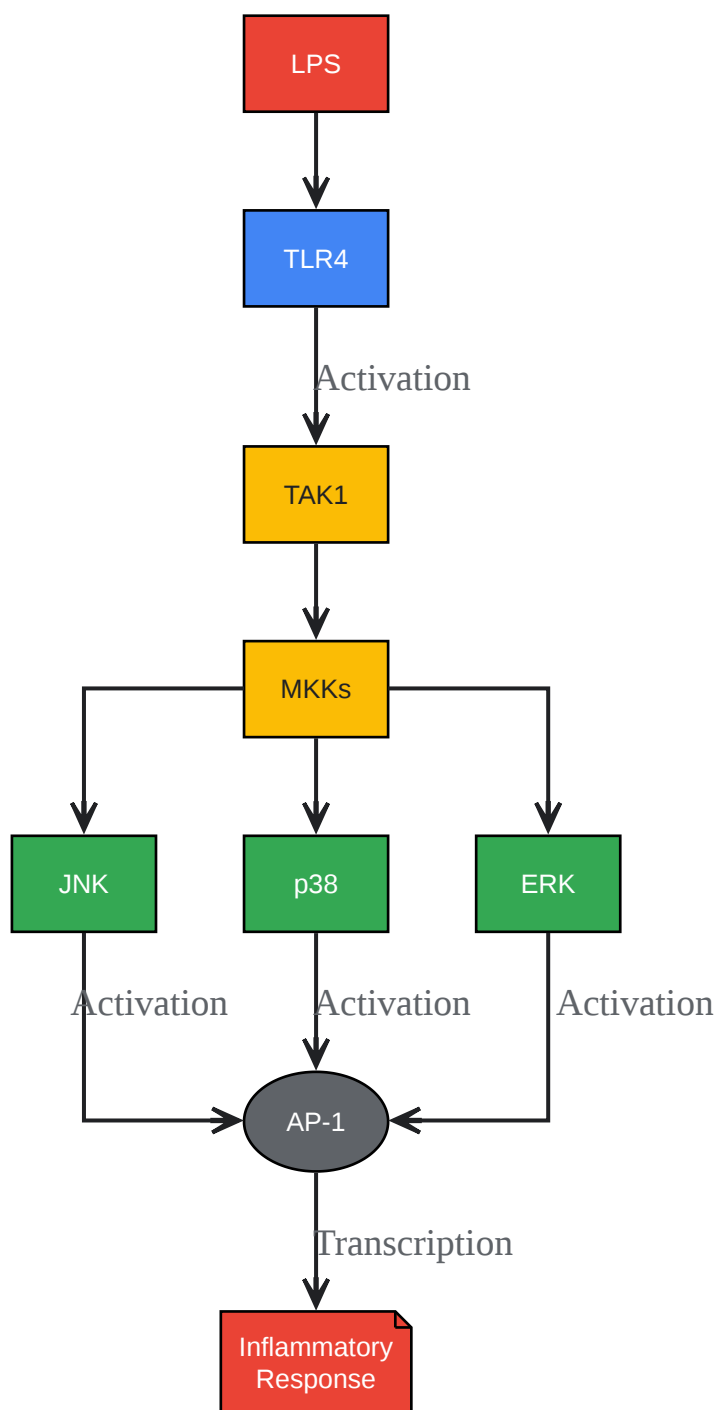 LPS
TLR4
Activation
TAK1
MKKs
JNK
p38
ERK
Activation
Activation
Activation
AP-1
Transcription
Inflammatory
Response